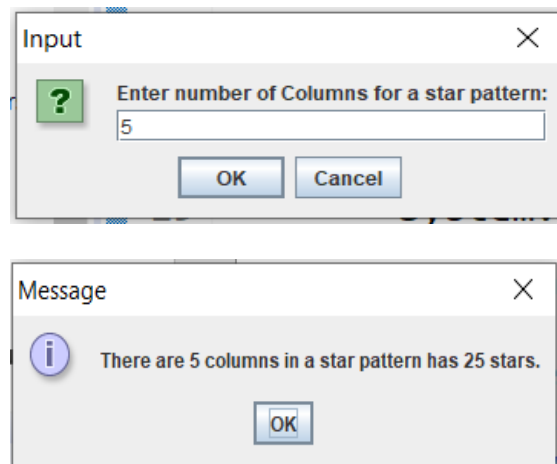 Input
?
Enter number of Columns for a star pattern:
5
OK Cancel
Message
i
There are 5 columns in a star pattern has 25 stars.
OK